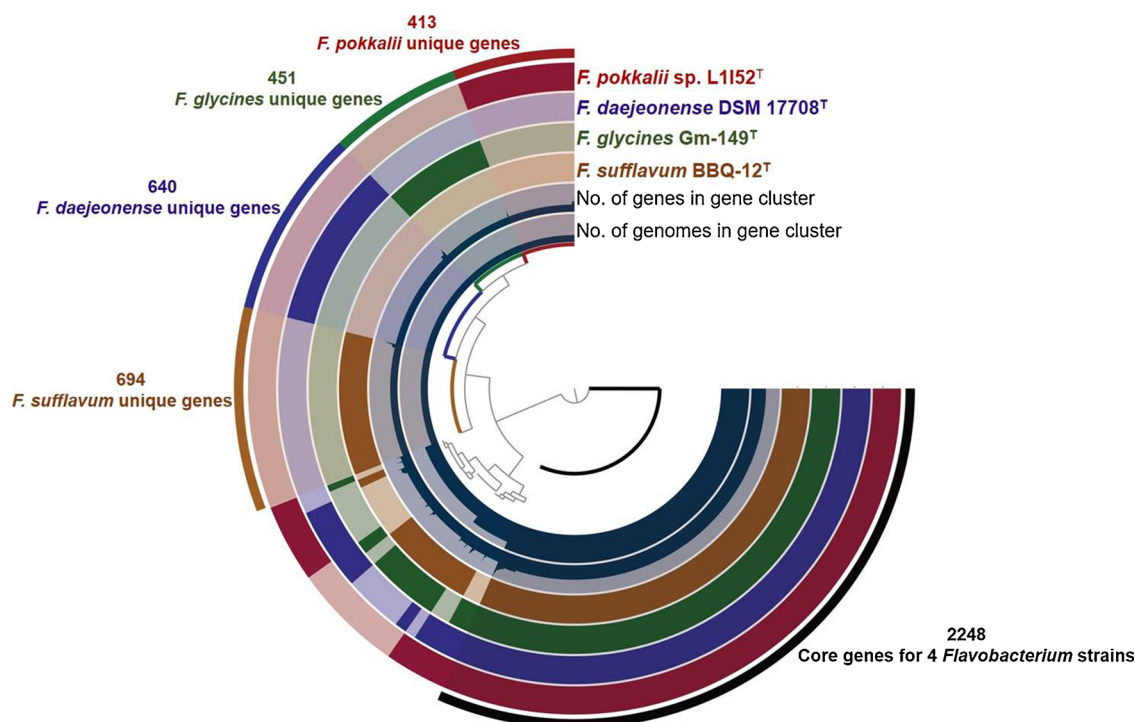 413
F. pokkalii unique genes
451
F. glycines unique genes
640
F. daejeonense unique genes
694
F. sufflavum unique genes
F. pokkalii sp. L1I52ᵀ
F. daejeonense DSM 17708ᵀ
F. glycines Gm-149ᵀ
F. sufflavum BBQ-12ᵀ
No. of genes in gene cluster
No. of genomes in gene cluster
2248
Core genes for 4 Flavobacterium strains